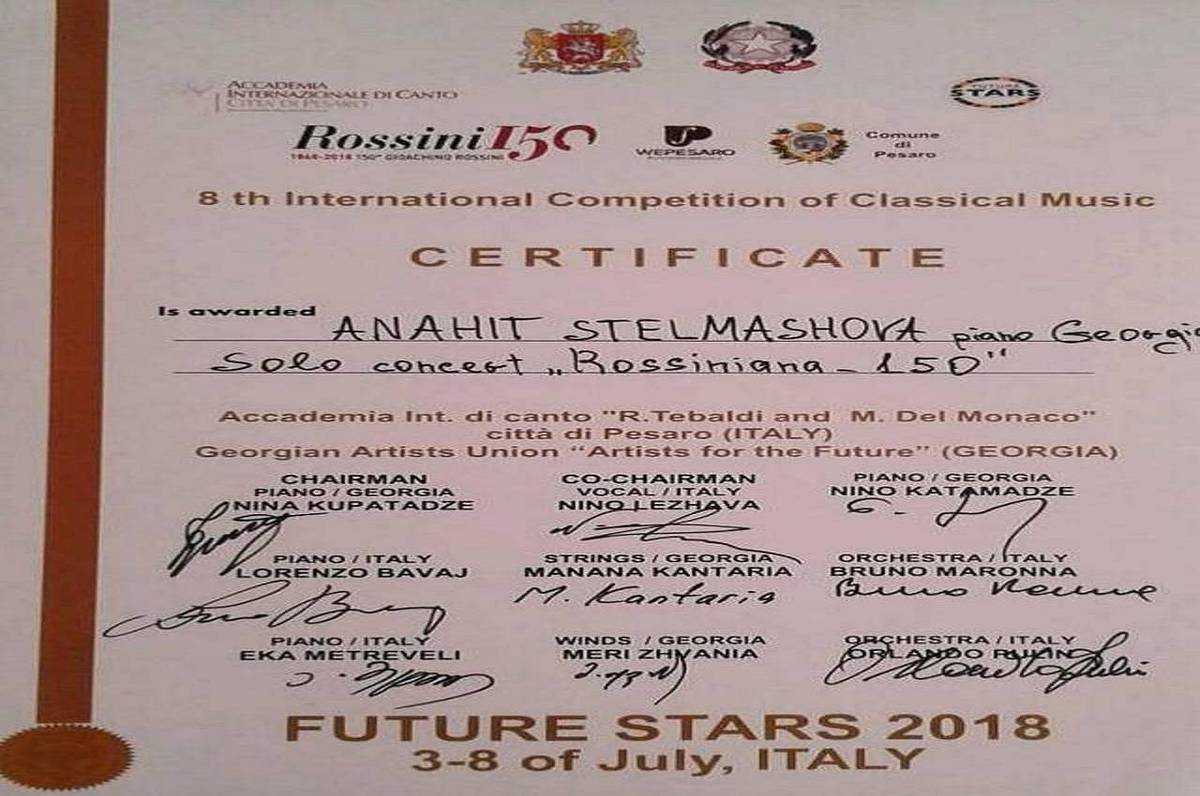 ACCADEMIA
INTERNAZIONALE DI CANTO
CITTÀ DI PESARO
FUTURE
STARS
Rossini150
1868-2018 150° GIOACHINO ROSSINI
WEPESARO
Comune
di
Pesaro
8 th International Competition of Classical Music
CERTIFICATE
Is awarded ANAHIT STELMASHOVA piano Georgia
Solo concert „Rossiniana - 150"
Accademia Int. di canto "R.Tebaldi and M. Del Monaco"
città di Pesaro (ITALY)
Georgian Artists Union “Artists for the Future” (GEORGIA)
CHAIRMAN
PIANO / GEORGIA
NINA KUPATADZE
CO-CHAIRMAN
VOCAL / ITALY
NINO LEZHAVA
PIANO / GEORGIA
NINO KATAMADZE
PIANO / ITALY
LORENZO BAVAJ
STRINGS / GEORGIA
MANANA KANTARIA
M. Kantaria
ORCHESTRA / ITALY
BRUNO MARONNA
PIANO / ITALY
EKA METREVELI
WINDS / GEORGIA
MERI ZHVANIA
ORCHESTRA / ITALY
ORLANDO PULIN
FUTURE STARS 2018
3-8 of July, ITALY